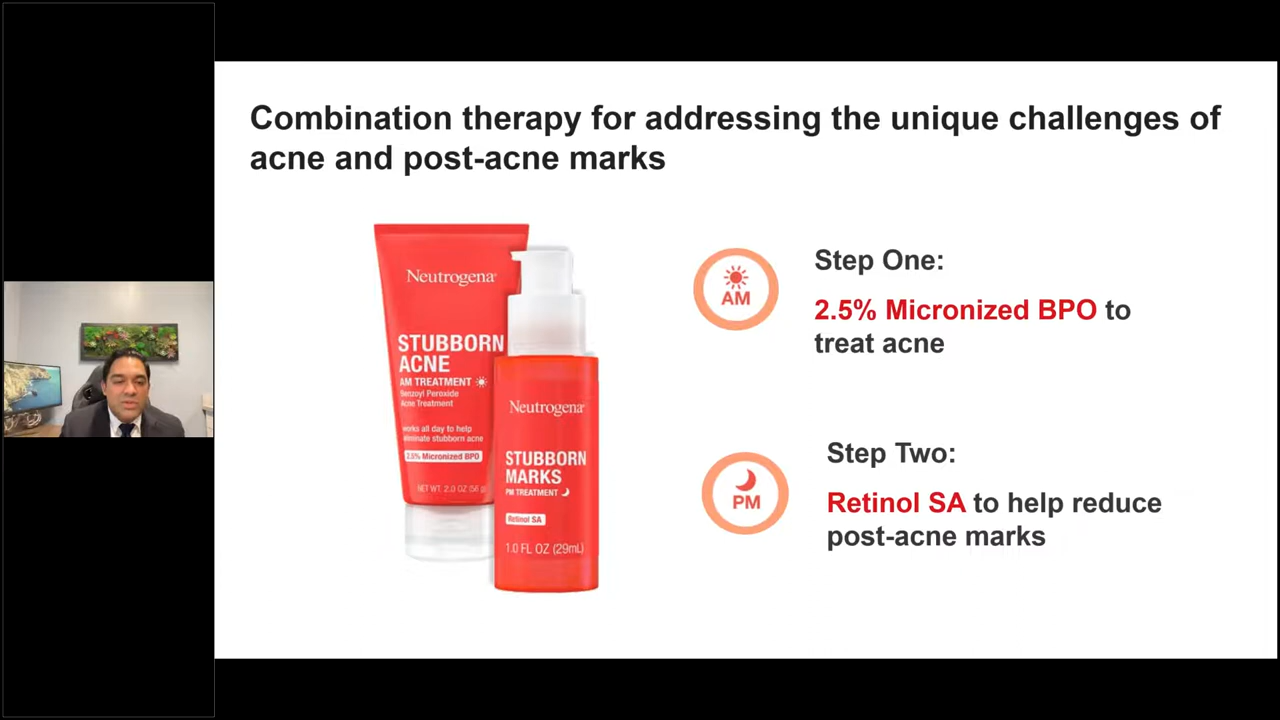 Combination therapy for addressing the unique challenges of
acne and post-acne marks
Neutrogena®
STUBBORN
ACNE
AM TREATMENT
Benzoyl Peroxide
Acne Treatment
works all day to help
eliminate stubborn acne
2.5% Micronized BPO
NET WT. 2.0 OZ (56 g)
Neutrogena®
STUBBORN
MARKS
PM TREATMENT
Retinol SA
1.0 FL OZ (29mL)
AM
Step One:
2.5% Micronized BPO to
treat acne
PM
Step Two:
Retinol SA to help reduce
post-acne marks